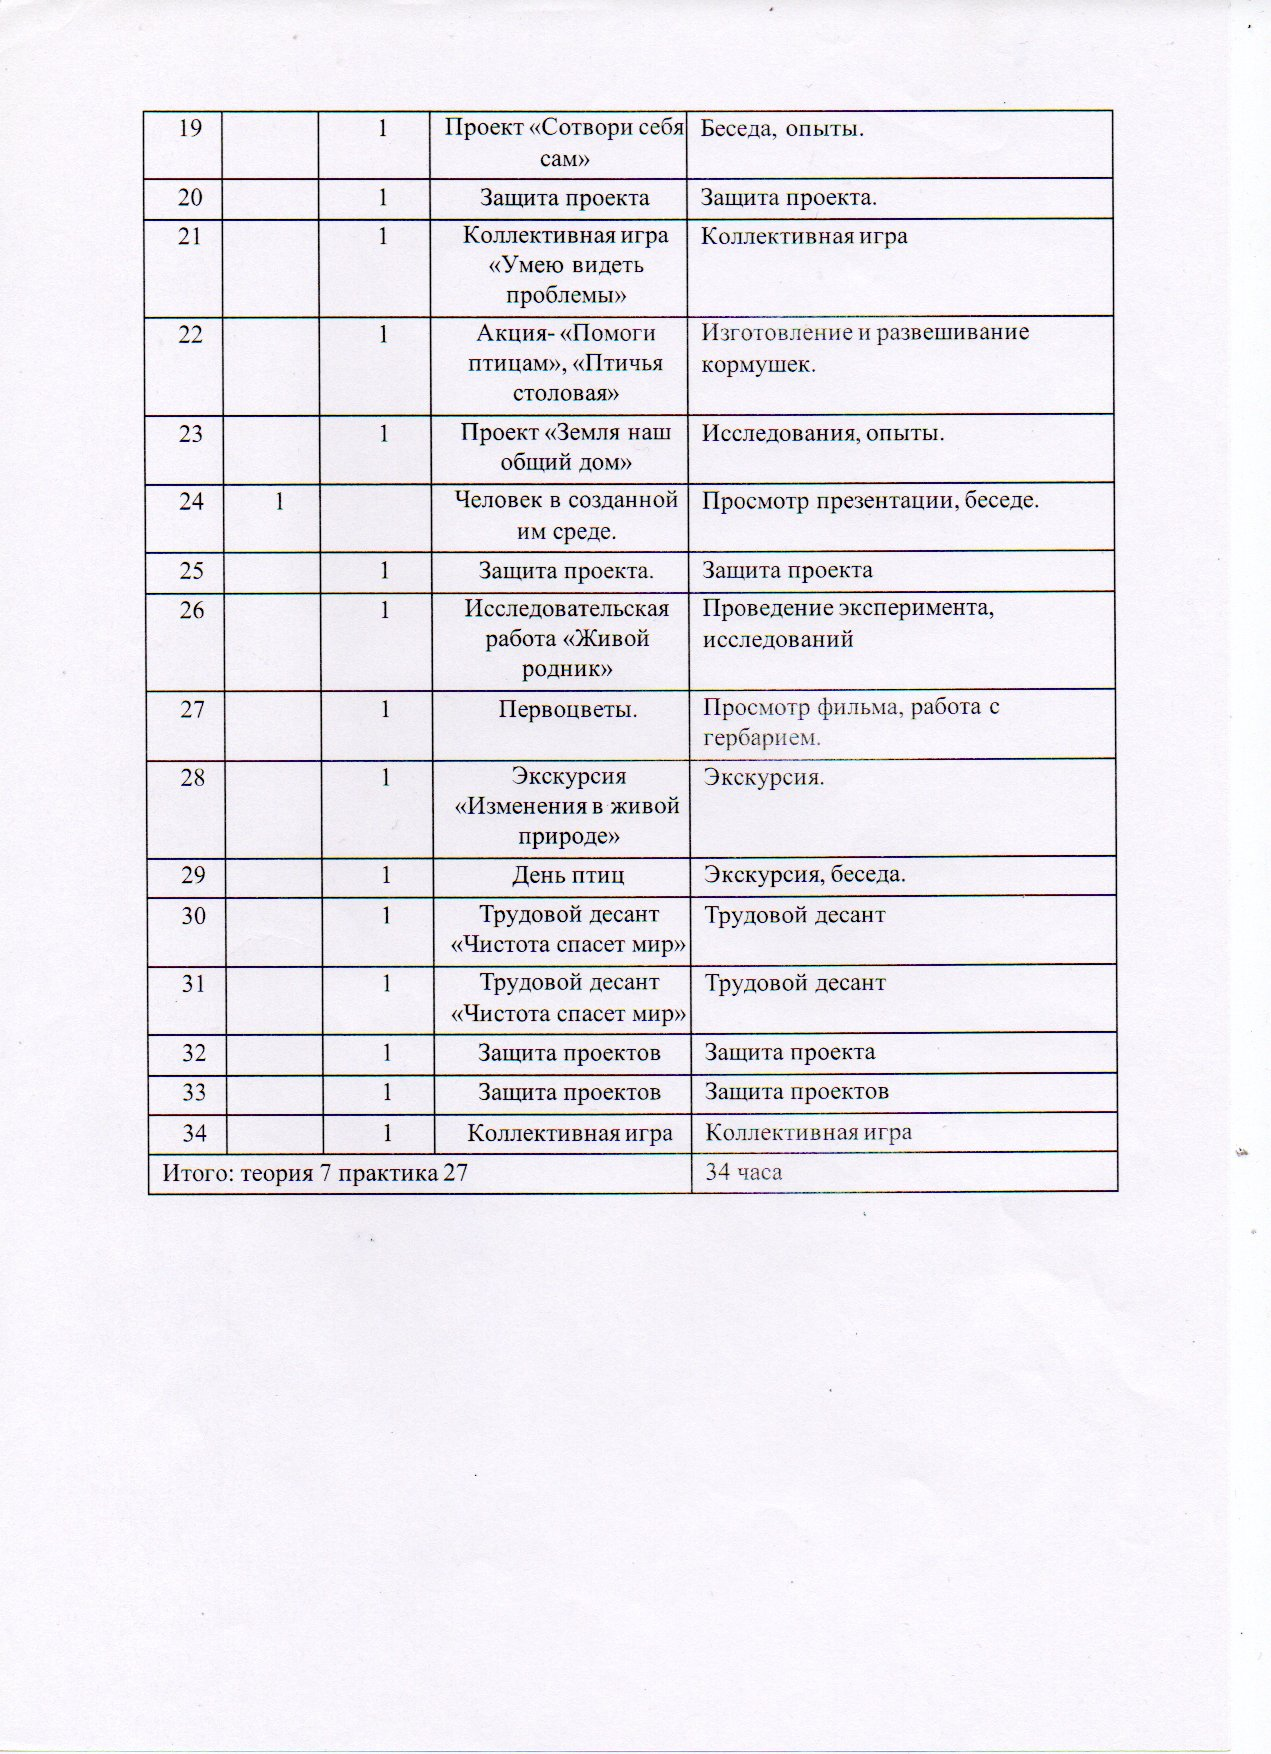 19 1 Проект «Сотвори себя Беседа, опыты.
сам»
20 1 Защита проекта Защита проекта.
21 1 Коллективная игра Коллективная игра
«Умею видеть
проблемы»
22 1 Акция- «Помоги Изготовление и развешивание
птицам», «Птичья кормушек.
столовая»
23 1 Проект «Земля наш Исследования, опыты.
общий дом»
24 1 Человек в созданной Просмотр презентации, беседе.
им среде.
25 1 Защита проекта. Защита проекта
26 1 Исследовательская Проведение эксперимента,
работа «Живой исследований
родник»
27 1 Первоцветы. Просмотр фильма, работа с
гербарием.
28 1 Экскурсия Экскурсия.
«Изменения в живой
природе»
29 1 День птиц Экскурсия, беседа.
30 1 Трудовой десант Трудовой десант
«Чистота спасет мир»
31 1 Трудовой десант Трудовой десант
«Чистота спасет мир»
32 1 Защита проектов Защита проекта
33 1 Защита проектов Защита проектов
34 1 Коллективная игра Коллективная игра
Итого: теория 7 практика 27 34 часа